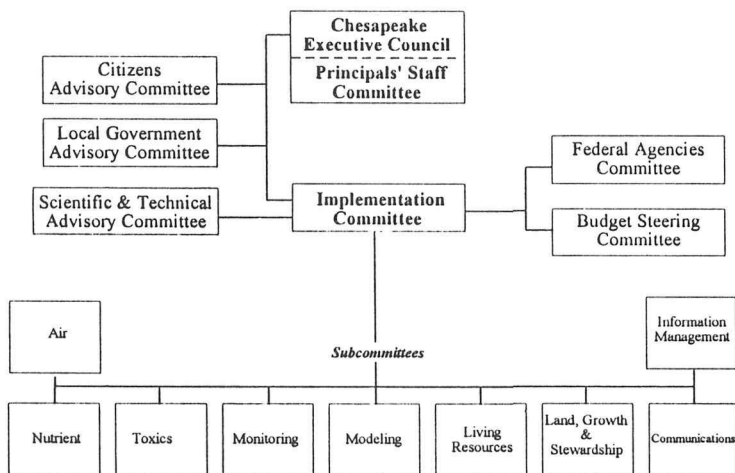 Chesapeake
Executive Council
Principals' Staff
Committee
Citizens
Advisory Committee
Local Government
Advisory Committee
Scientific & Technical
Advisory Committee
Implementation
Committee
Federal Agencies
Committee
Budget Steering
Committee
Air
Information
Management
Subcommittees
Nutrient
Toxics
Monitoring
Modeling
Living
Resources
Land, Growth
&
Stewardship
Communications